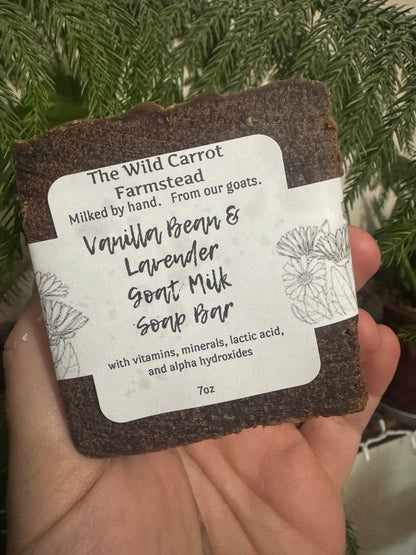 The Wild Carrot
Farmstead
Milked by hand. From our goats.
Vanilla Bean &
Lavender
Goat Milk
Soap Bar
with vitamins, minerals, lactic acid,
and alpha hydroxides
7oz